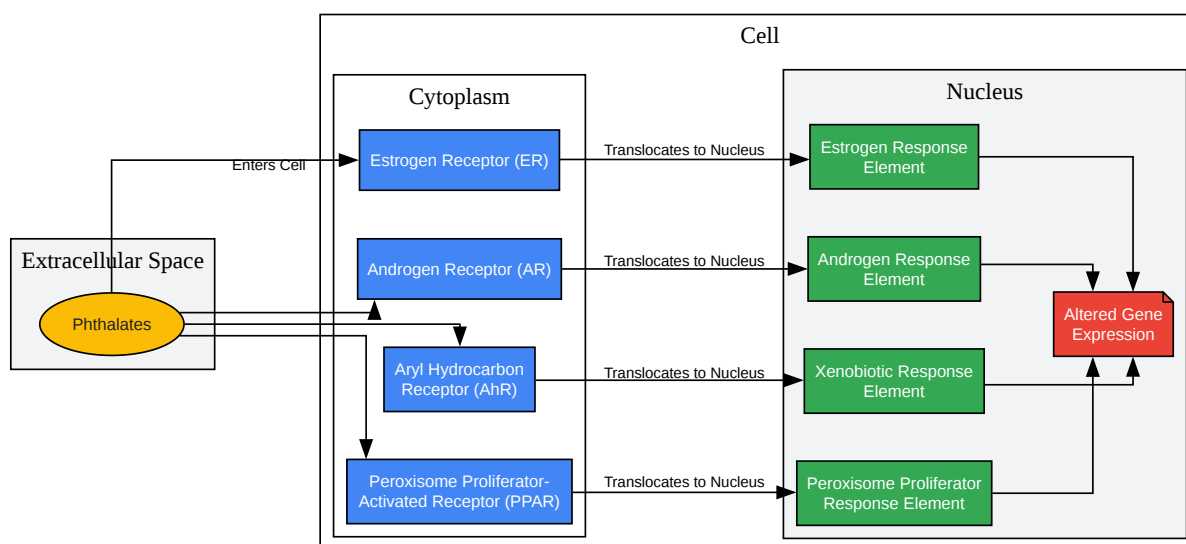 Cell
Cytoplasm
Nucleus
Enters Cell
Estrogen Receptor (ER)
Translocates to Nucleus
Estrogen Response
Element
Extracellular Space
Phthalates
Androgen Receptor (AR)
Translocates to Nucleus
Androgen Response
Element
Altered Gene
Expression
Aryl Hydrocarbon
Receptor (AhR)
Translocates to Nucleus
Xenobiotic Response
Element
Peroxisome Proliferator-
Activated Receptor (PPAR)
Translocates to Nucleus
Peroxisome Proliferator
Response Element